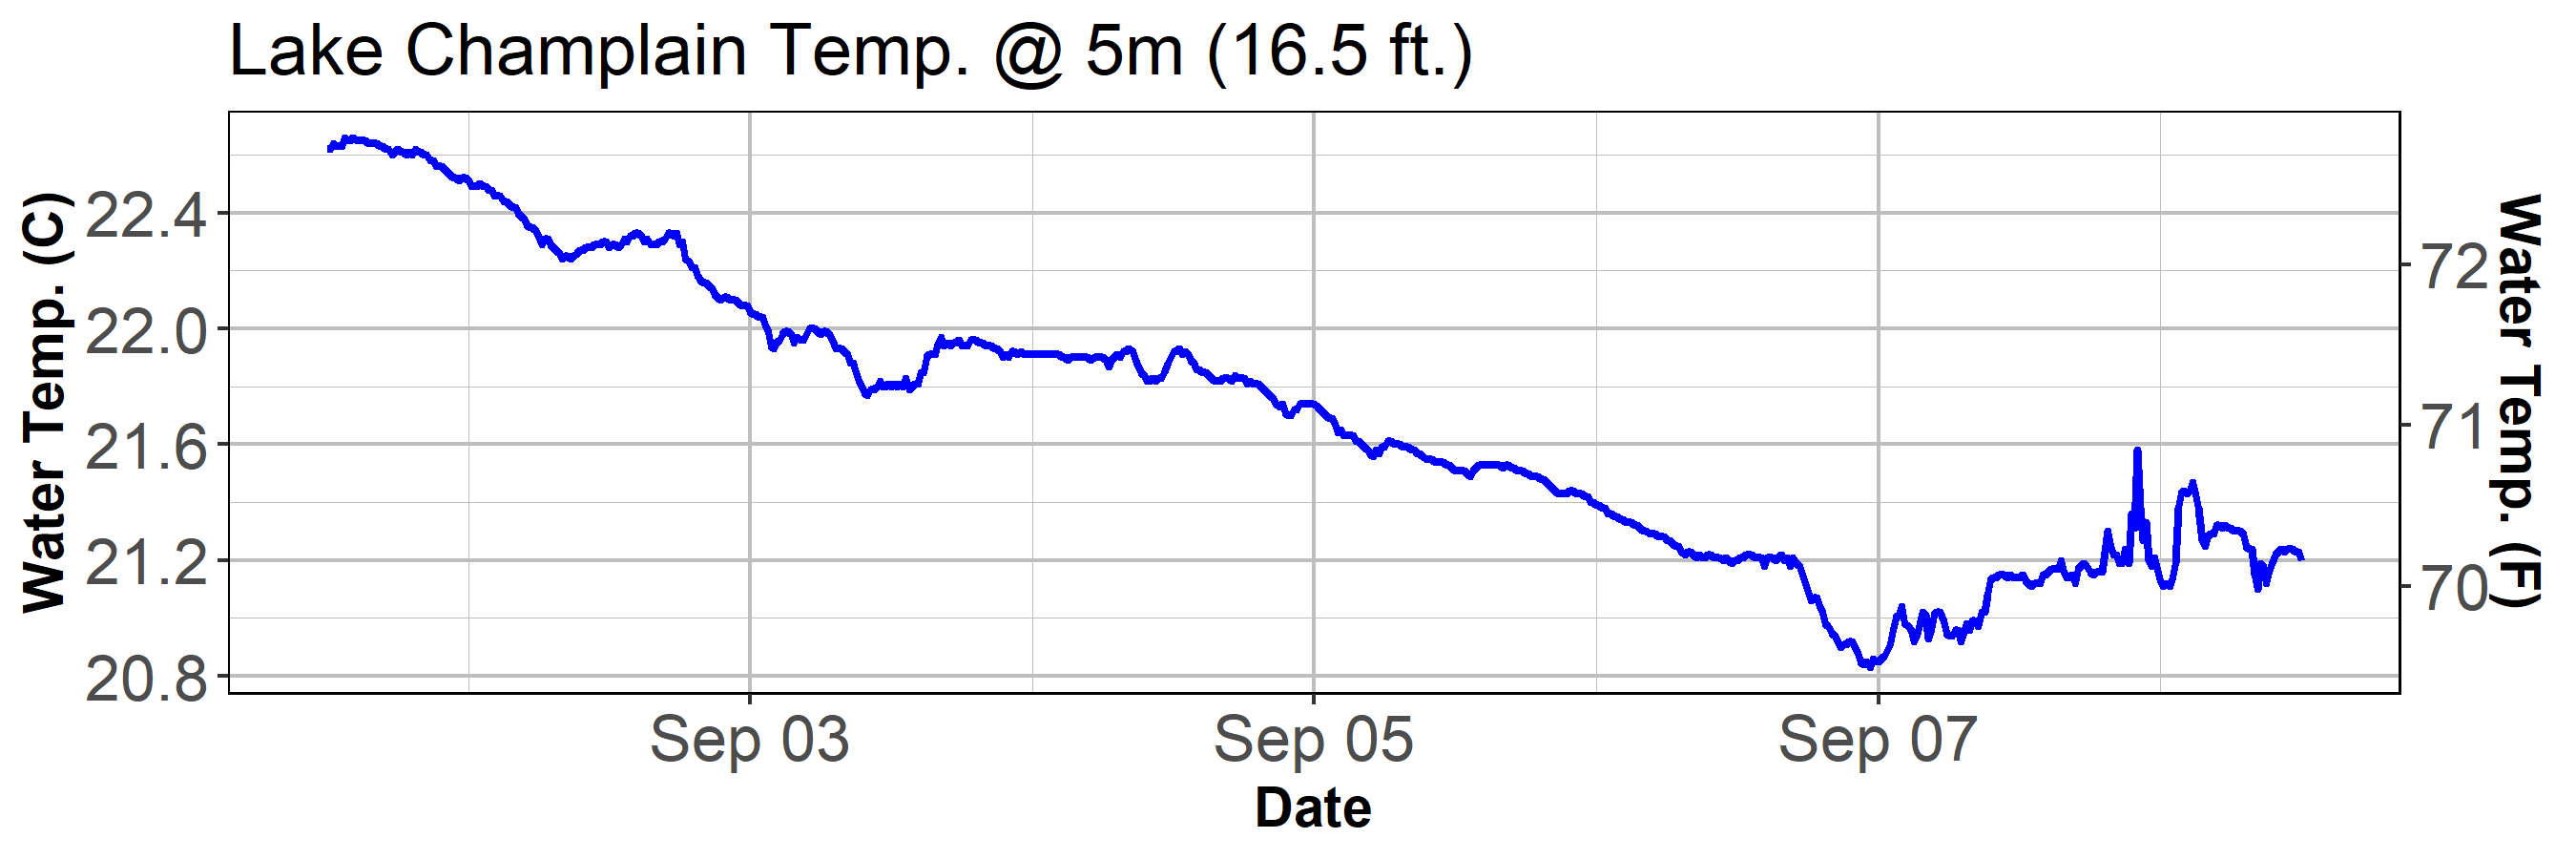 Lake Champlain Temp. @ 5m (16.5 ft.)
Water Temp. (C)
22.4
22.0
21.6
21.2
20.8
72
71
70
Water Temp. (F)
Sep 03
Sep 05
Sep 07
Date